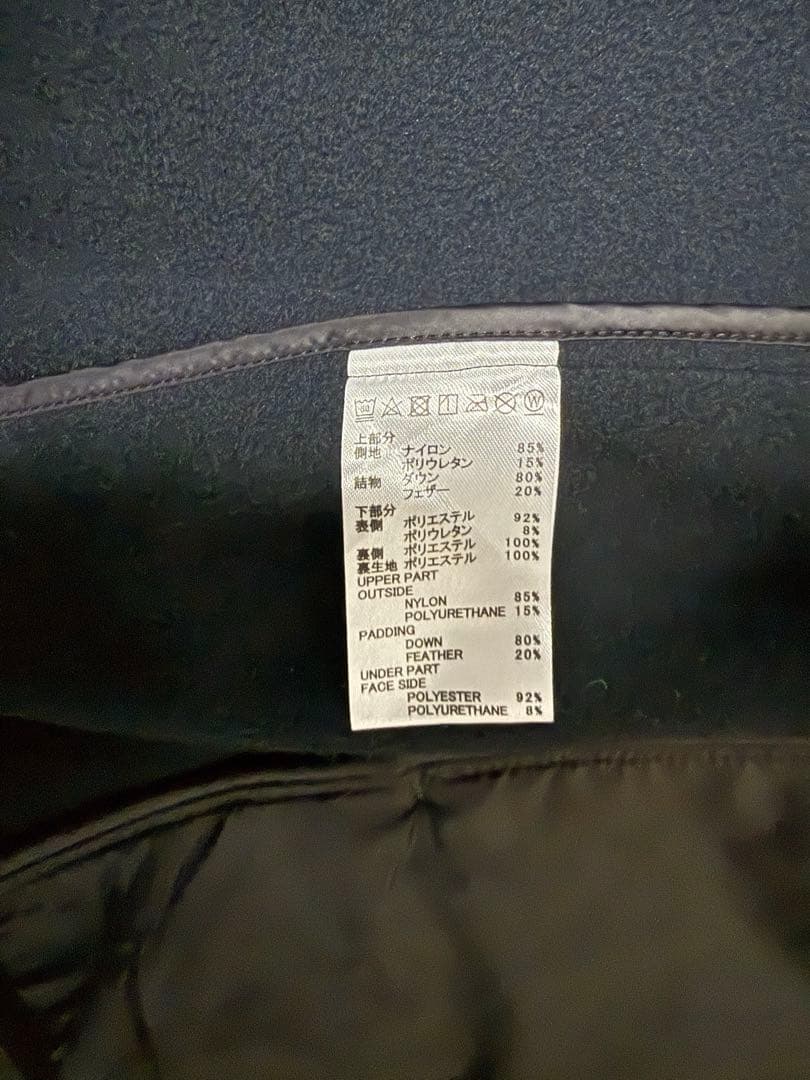 上部分
側地 ナイロン 85%
ポリウレタン 15%
詰物 ダウン 80%
フェザー 20%
下部分
表側 ポリエステル 92%
ポリウレタン 8%
裏側 ポリエステル 100%
裏生地 ポリエステル 100%
UPPER PART
OUTSIDE
NYLON 85%
POLYURETHANE 15%
PADDING
DOWN 80%
FEATHER 20%
UNDER PART
FACE SIDE
POLYESTER 92%
POLYURETHANE 8%